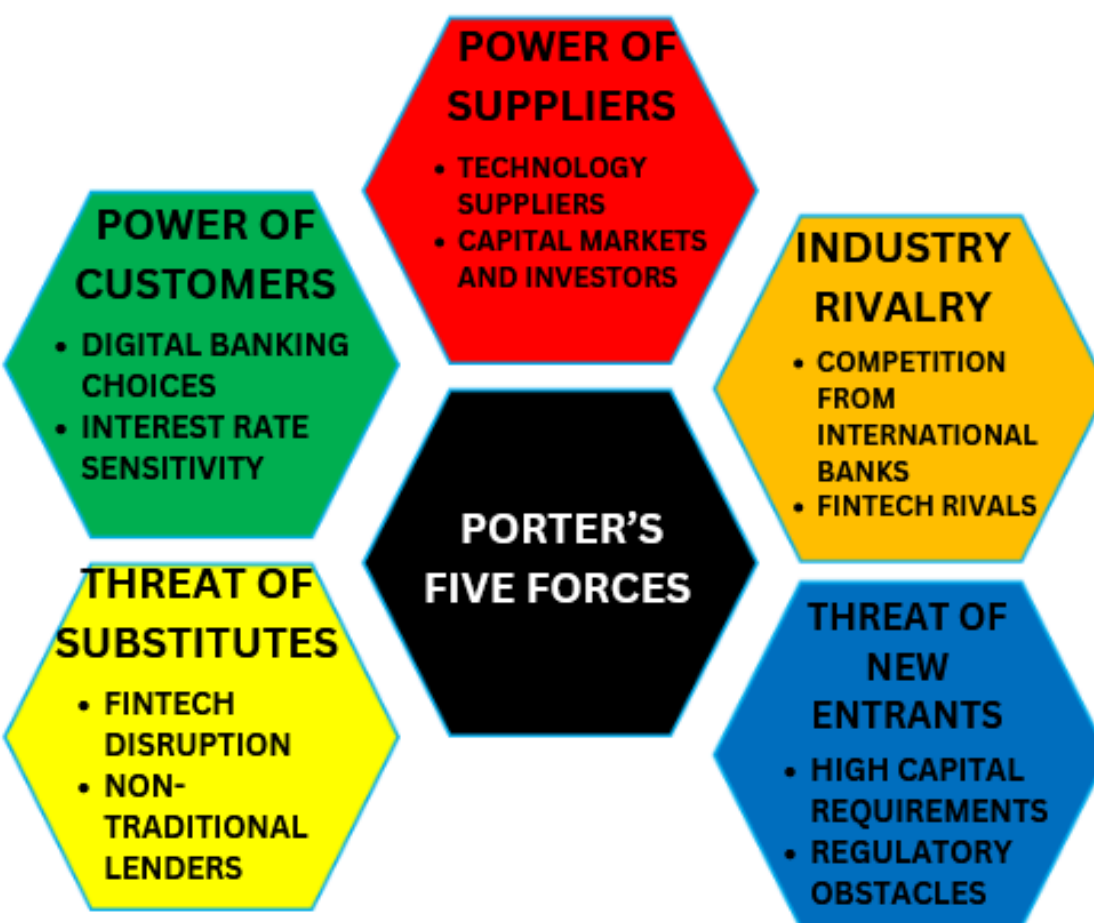 POWER OF
SUPPLIERS
• TECHNOLOGY
SUPPLIERS
• CAPITAL MARKETS
AND INVESTORS
POWER OF
CUSTOMERS
• DIGITAL BANKING
CHOICES
• INTEREST RATE
SENSITIVITY
INDUSTRY
RIVALRY
• COMPETITION
FROM
INTERNATIONAL
BANKS
• FINTECH RIVALS
PORTER’S
FIVE FORCES
THREAT OF
SUBSTITUTES
• FINTECH
DISRUPTION
• NON-
TRADITIONAL
LENDERS
THREAT OF
NEW
ENTRANTS
• HIGH CAPITAL
REQUIREMENTS
• REGULATORY
OBSTACLES